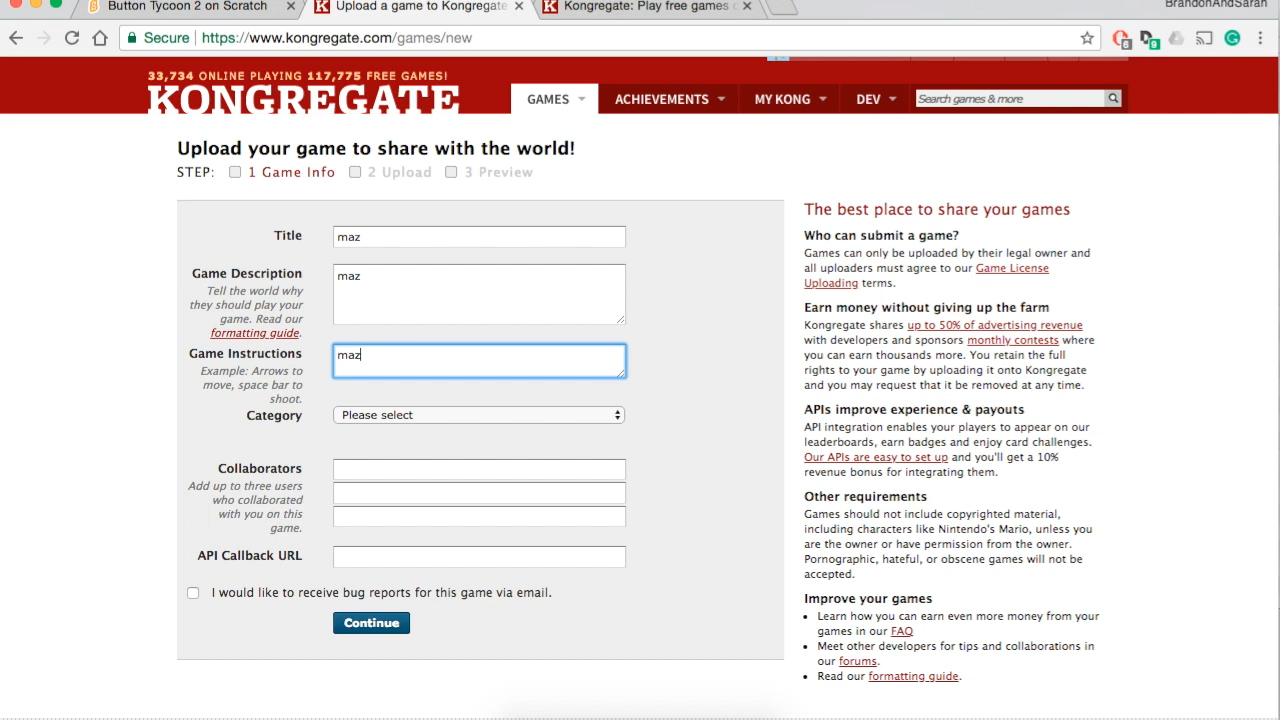 Button Tycoon 2 on Scratch
Upload a game to Kongregate
Kongregate: Play free games
BrandonAndSarah
Secure https://www.kongregate.com/games/new
6
9
33,734 ONLINE PLAYING 117,775 FREE GAMES!
KONGREGATE
GAMES
ACHIEVEMENTS
MY KONG
DEV
Search games & more
Upload your game to share with the world!
STEP: 1 Game Info 2 Upload 3 Preview
Title
maz
Game Description
Tell the world why
they should play your
game. Read our
formatting guide.
maz
Game Instructions
Example: Arrows to
move, space bar to
shoot.
maz
Category
Please select
Collaborators
Add up to three users
who collaborated
with you on this
game.
API Callback URL
I would like to receive bug reports for this game via email.
Continue
The best place to share your games
Who can submit a game?
Games can only be uploaded by their legal owner and
all uploaders must agree to our Game License
Uploading terms.
Earn money without giving up the farm
Kongregate shares up to 50% of advertising revenue
with developers and sponsors monthly contests where
you can earn thousands more. You retain the full
rights to your game by uploading it onto Kongregate
and you may request that it be removed at any time.
APIs improve experience & payouts
API integration enables your players to appear on our
leaderboards, earn badges and enjoy card challenges.
Our APIs are easy to set up and you'll get a 10%
revenue bonus for integrating them.
Other requirements
Games should not include copyrighted material,
including characters like Nintendo's Mario, unless you
are the owner or have permission from the owner.
Pornographic, hateful, or obscene games will not be
accepted.
Improve your games
Learn how you can earn even more money from your
games in our FAQ
Meet other developers for tips and collaborations in
our forums.
Read our formatting guide.